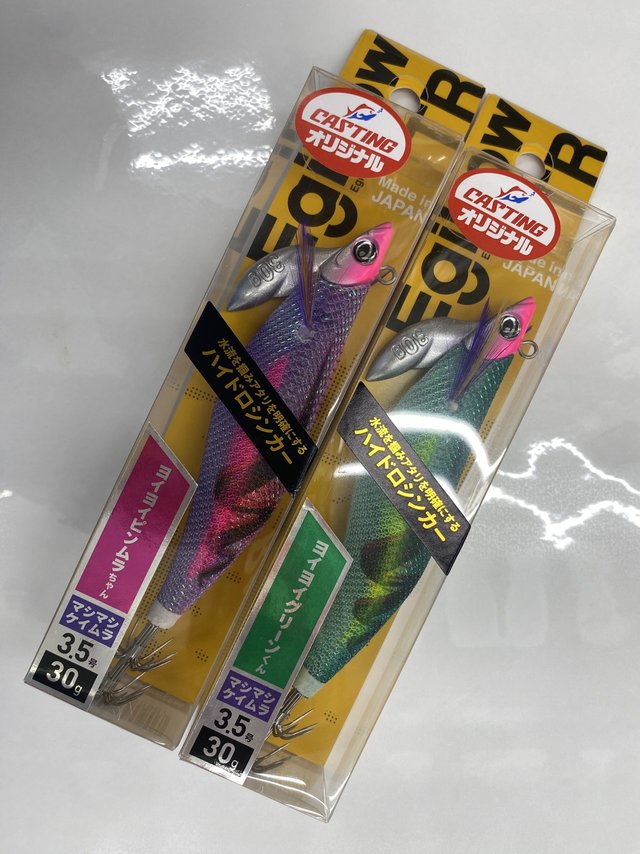 CASTING
オリジナル
Made in
JAPAN
30g
水流を掴みアタリを明確にする
ハイドロシンカー
ヨイヨイピンムラちゃん
マシマシ
ケイムラ
3.5号
30g
R
CASTING
オリジナル
Made in
JAPAN
30g
水流を掴みアタリを明確にする
ハイドロシンカー
ヨイヨイグリーンくん
マシマシ
ケイムラ
3.5号
30g
R